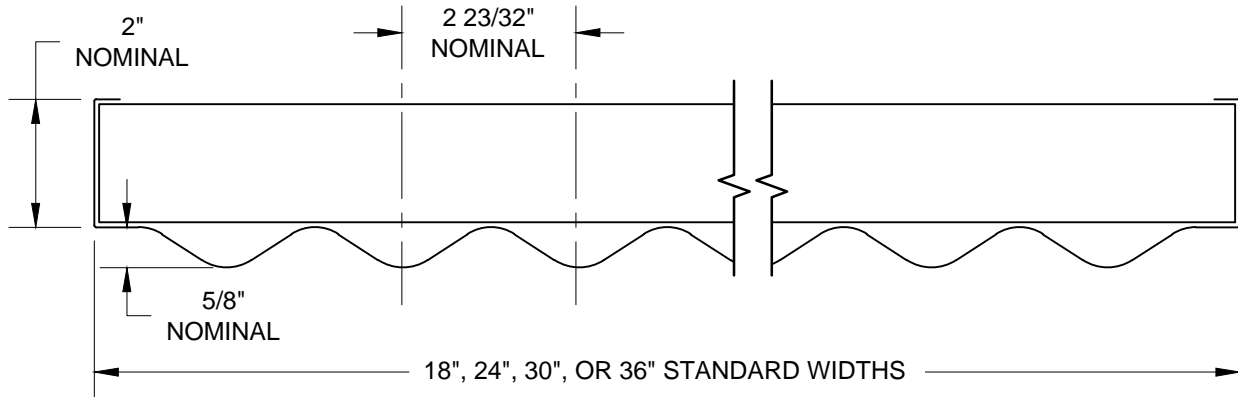 2"
NOMINAL
2 23/32"
NOMINAL
5/8"
NOMINAL
18", 24", 30", OR 36" STANDARD WIDTHS